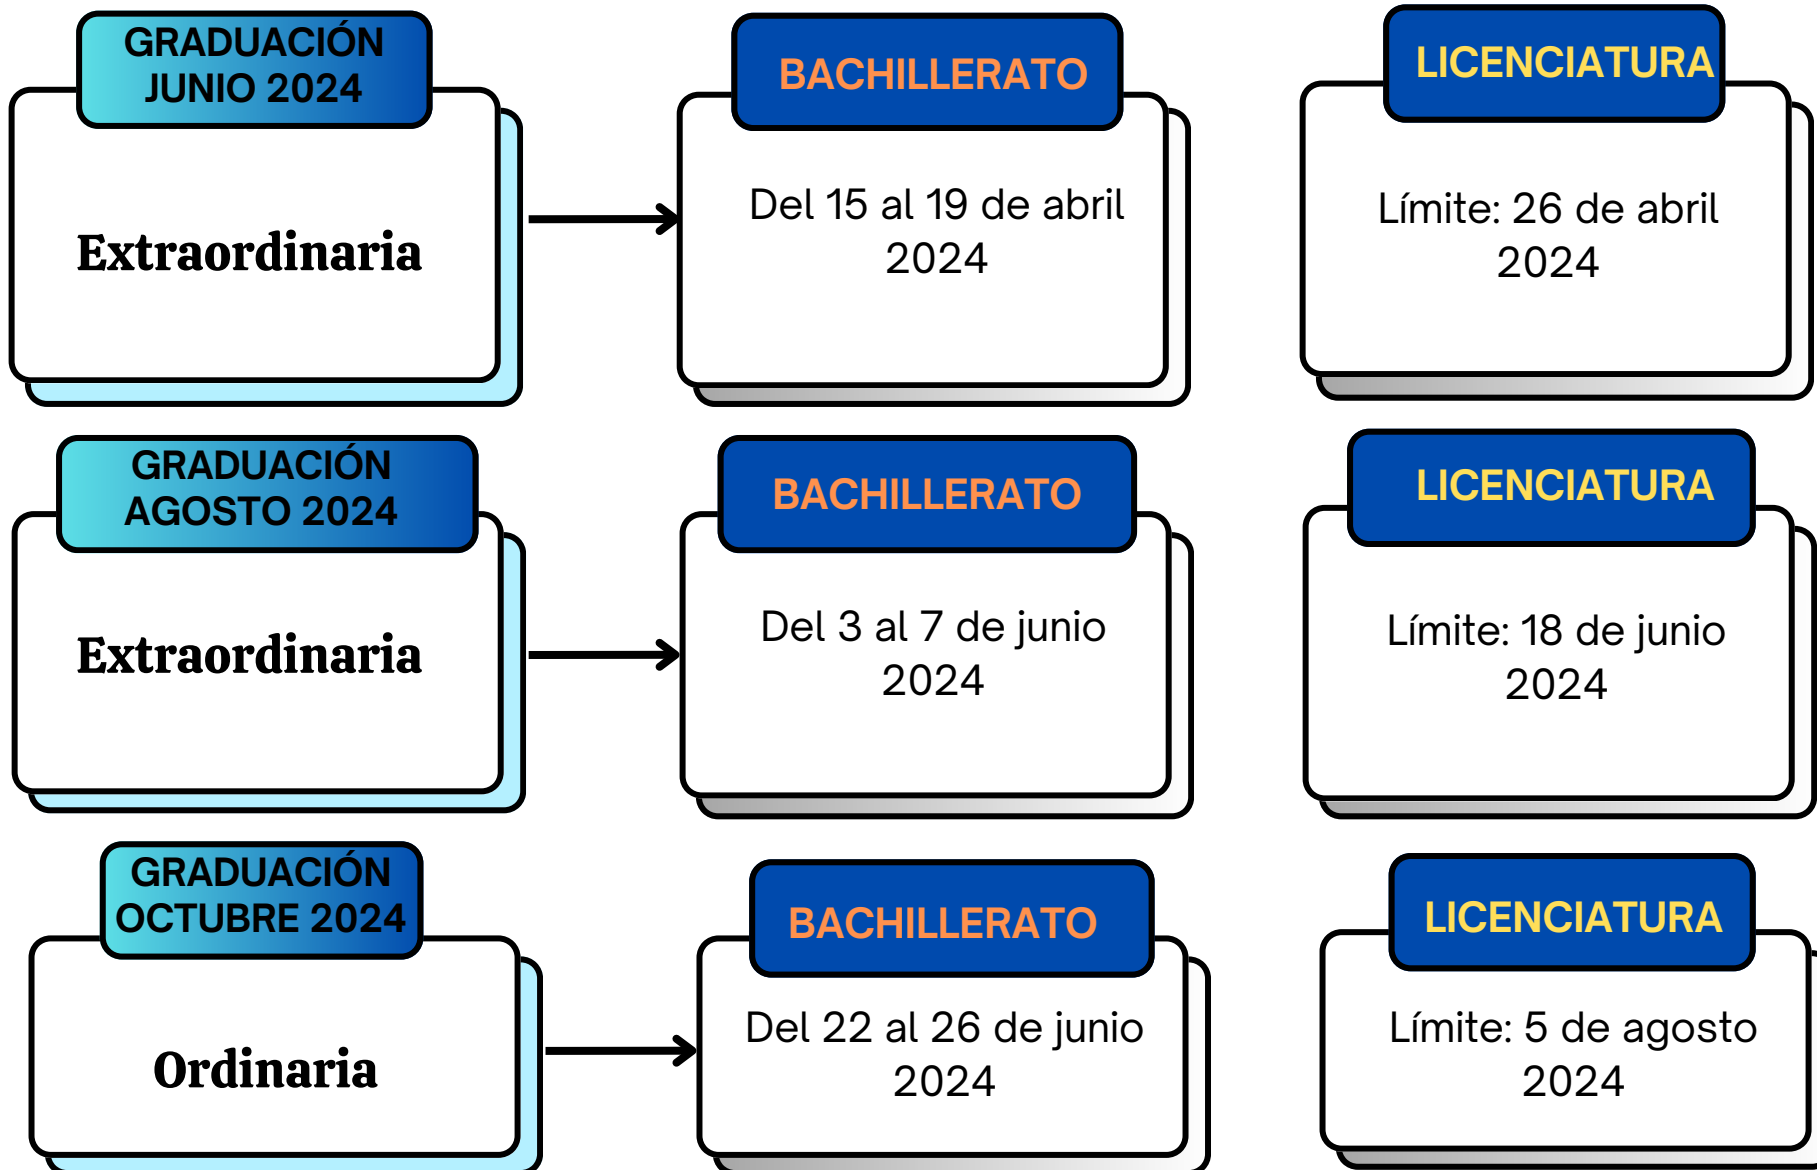 GRADUACIÓN
JUNIO 2024
Extraordinaria
BACHILLERATO
Del 15 al 19 de abril
2024
LICENCIATURA
Límite: 26 de abril
2024
GRADUACIÓN
AGOSTO 2024
Extraordinaria
BACHILLERATO
Del 3 al 7 de junio
2024
LICENCIATURA
Límite: 18 de junio
2024
GRADUACIÓN
OCTUBRE 2024
Ordinaria
BACHILLERATO
Del 22 al 26 de junio
2024
LICENCIATURA
Límite: 5 de agosto
2024